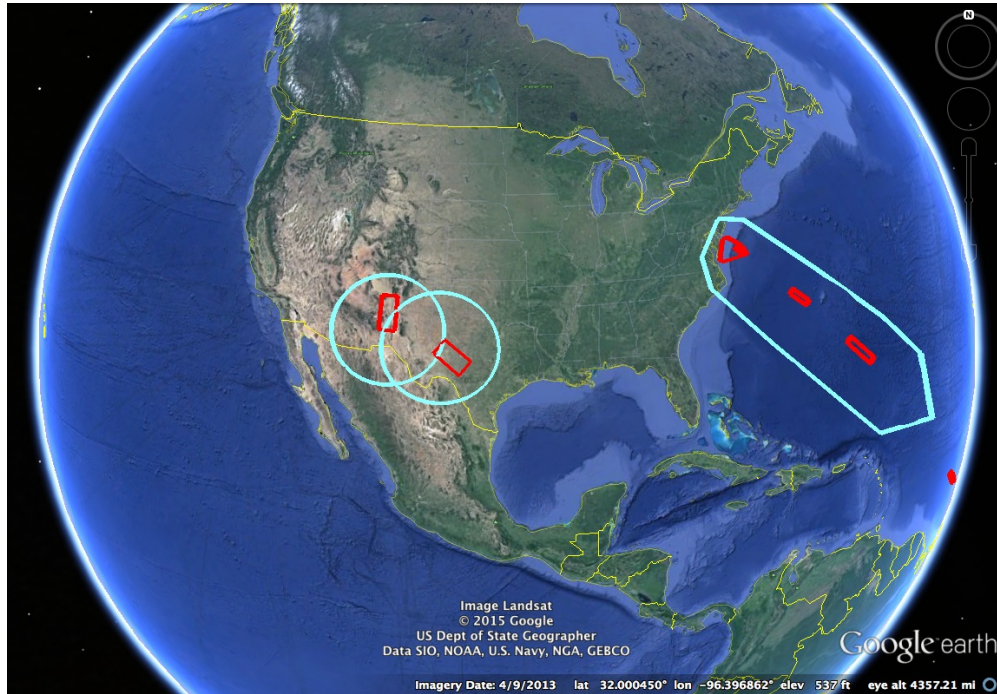 N
Image Landsat
© 2015 Google
US Dept of State Geographer
Data SIO, NOAA, U.S. Navy, NGA, GEBCO
Google earth
Imagery Date: 4/9/2013 lat 32.000450° lon -96.396862° elev 537 ft eye alt 4357.21 mi